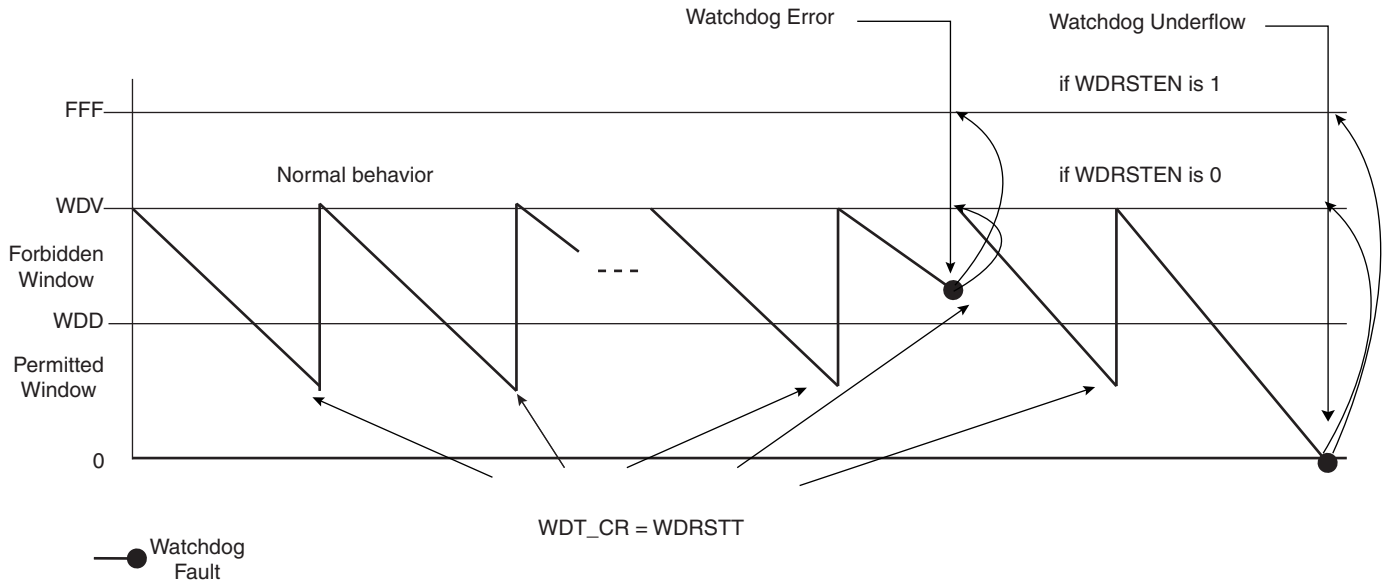 Watchdog Error
Watchdog Underflow
if WDRSTEN is 1
FFF
Normal behavior
if WDRSTEN is 0
WDV
Forbidden
Window
WDD
Permitted
Window
0
WDT_CR = WDRSTT
Watchdog
Fault